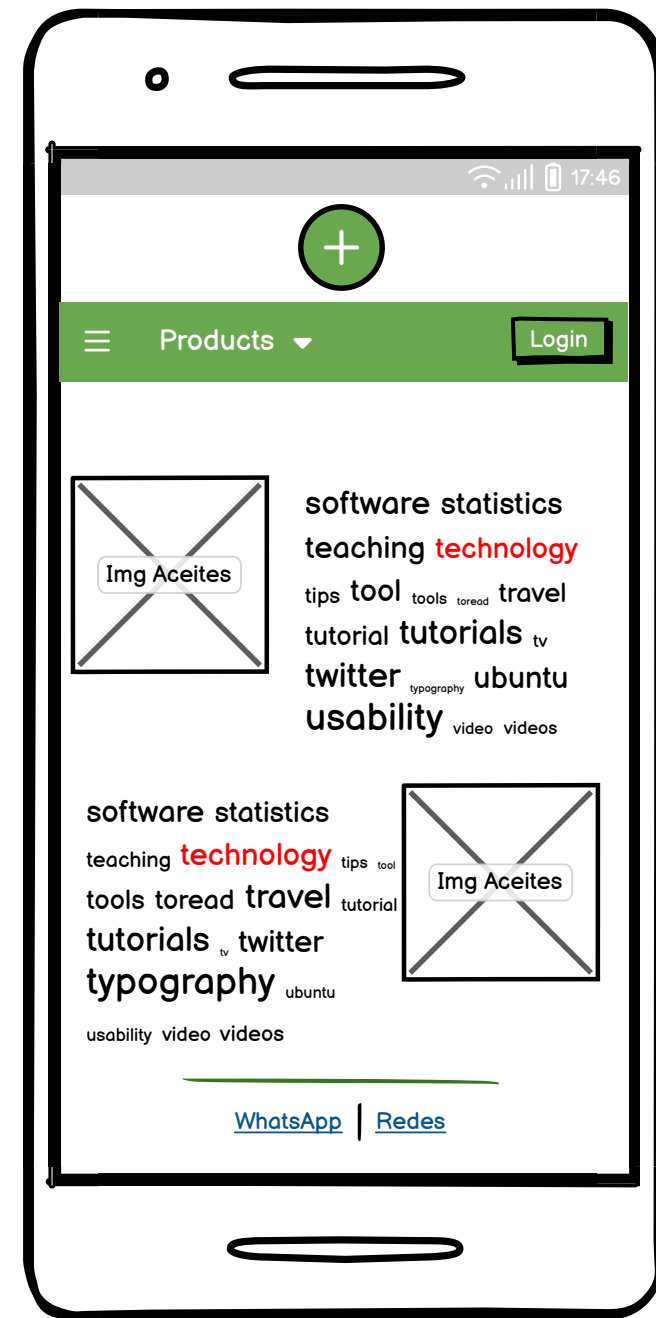 17:46
Products
Login
Img Aceites
software statistics
teaching technology
tips tool tools toread travel
tutorial tutorials tv
twitter typography ubuntu
usability video videos
software statistics
teaching technology tips tool
tools toread travel tutorial
tutorials tv twitter
typography ubuntu
usability video videos
Img Aceites
WhatsApp | Redes